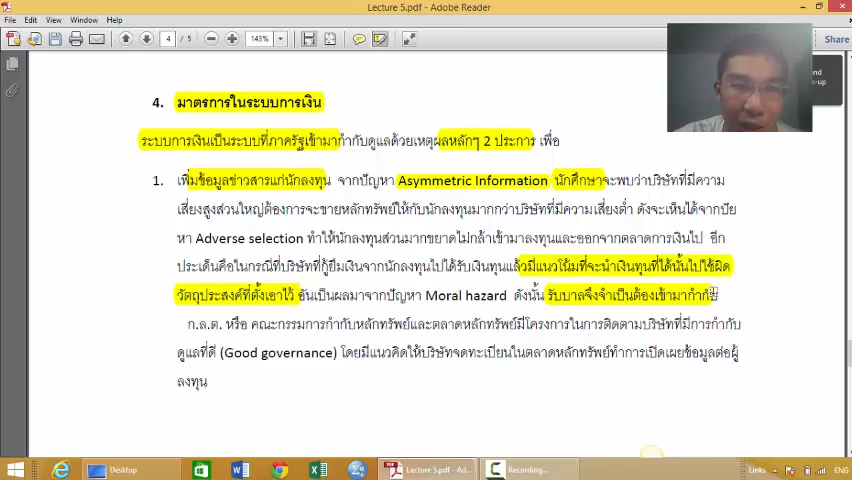 Lecture 5.pdf - Adobe Reader
File Edit View Window Help
4 / 5 143% Share
4. มาตรการในระบบการเงิน
ระบบการเงินเป็นระบบที่ภาครัฐเข้ามากำกับดูแลด้วยเหตุผลหลักๆ 2 ประการ เพื่อ
1. เพิ่มข้อมูลข่าวสารแก่นักลงทุน จากปัญหา Asymmetric Information นักศึกษาจะพบว่าบริษัทที่มีความ
เสี่ยงสูงส่วนใหญ่ต้องการจะขายหลักทรัพย์ให้กับนักลงทุนมากกว่าบริษัทที่มีความเสี่ยงต่ำ ดังจะเห็นได้จากปัย
หา Adverse selection ทำให้นักลงทุนส่วนมากขยาดไม่กล้าเข้ามาลงทุนและออกจากตลาดการเงินไป อีก
ประเด็นคือในกรณีที่บริษัทที่กู้ยืมเงินจากนักลงทุนไปได้รับเงินทุนแล้วมีแนวโน้มที่จะนำเงินทุนที่ได้นั้นไปใช้ผิด
วัตถุประสงค์ที่ตั้งเอาไว้ อันเป็นผลมาจากปัญหา Moral hazard ดังนั้น รับบาลจึงจำเป็นต้องเข้ามากำกับ
ก.ล.ต. หรือ คณะกรรมการกำกับหลักทรัพย์และตลาดหลักทรัพย์มีโครงการในการติดตามบริษัทที่มีการกำกับ
ดูแลที่ดี (Good governance) โดยมีแนวคิดให้บริษัทจดทะเบียนในตลาดหลักทรัพย์ทำการเปิดเผยข้อมูลต่อผู้
ลงทุน
Desktop Lecture 5.pdf - Ad... Recording... Links ENG